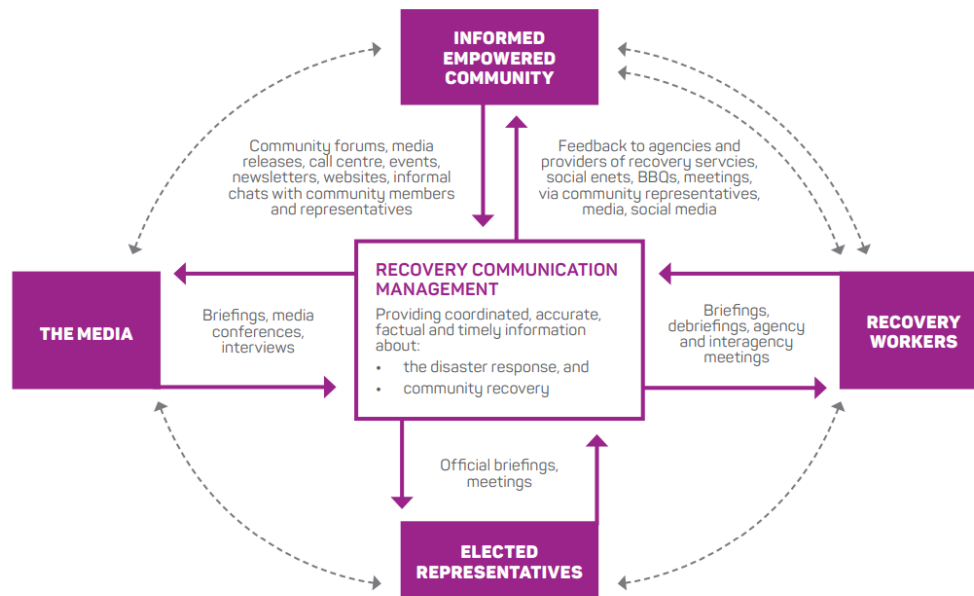 INFORMED
EMPOWERED
COMMUNITY
Community forums, media
releases, call centre, events,
newsletters, websites, informal
chats with community members
and representatives
Feedback to agencies and
providers of recovery servcies,
social enets, BBQs, meetings,
via community representatives,
media, social media
THE MEDIA
Briefings, media
conferences,
interviews
RECOVERY COMMUNICATION
MANAGEMENT
Providing coordinated, accurate,
factual and timely information
about:
• the disaster response, and
• community recovery
Briefings,
debriefings, agency
and interagency
meetings
RECOVERY
WORKERS
Official briefings,
meetings
ELECTED
REPRESENTATIVES